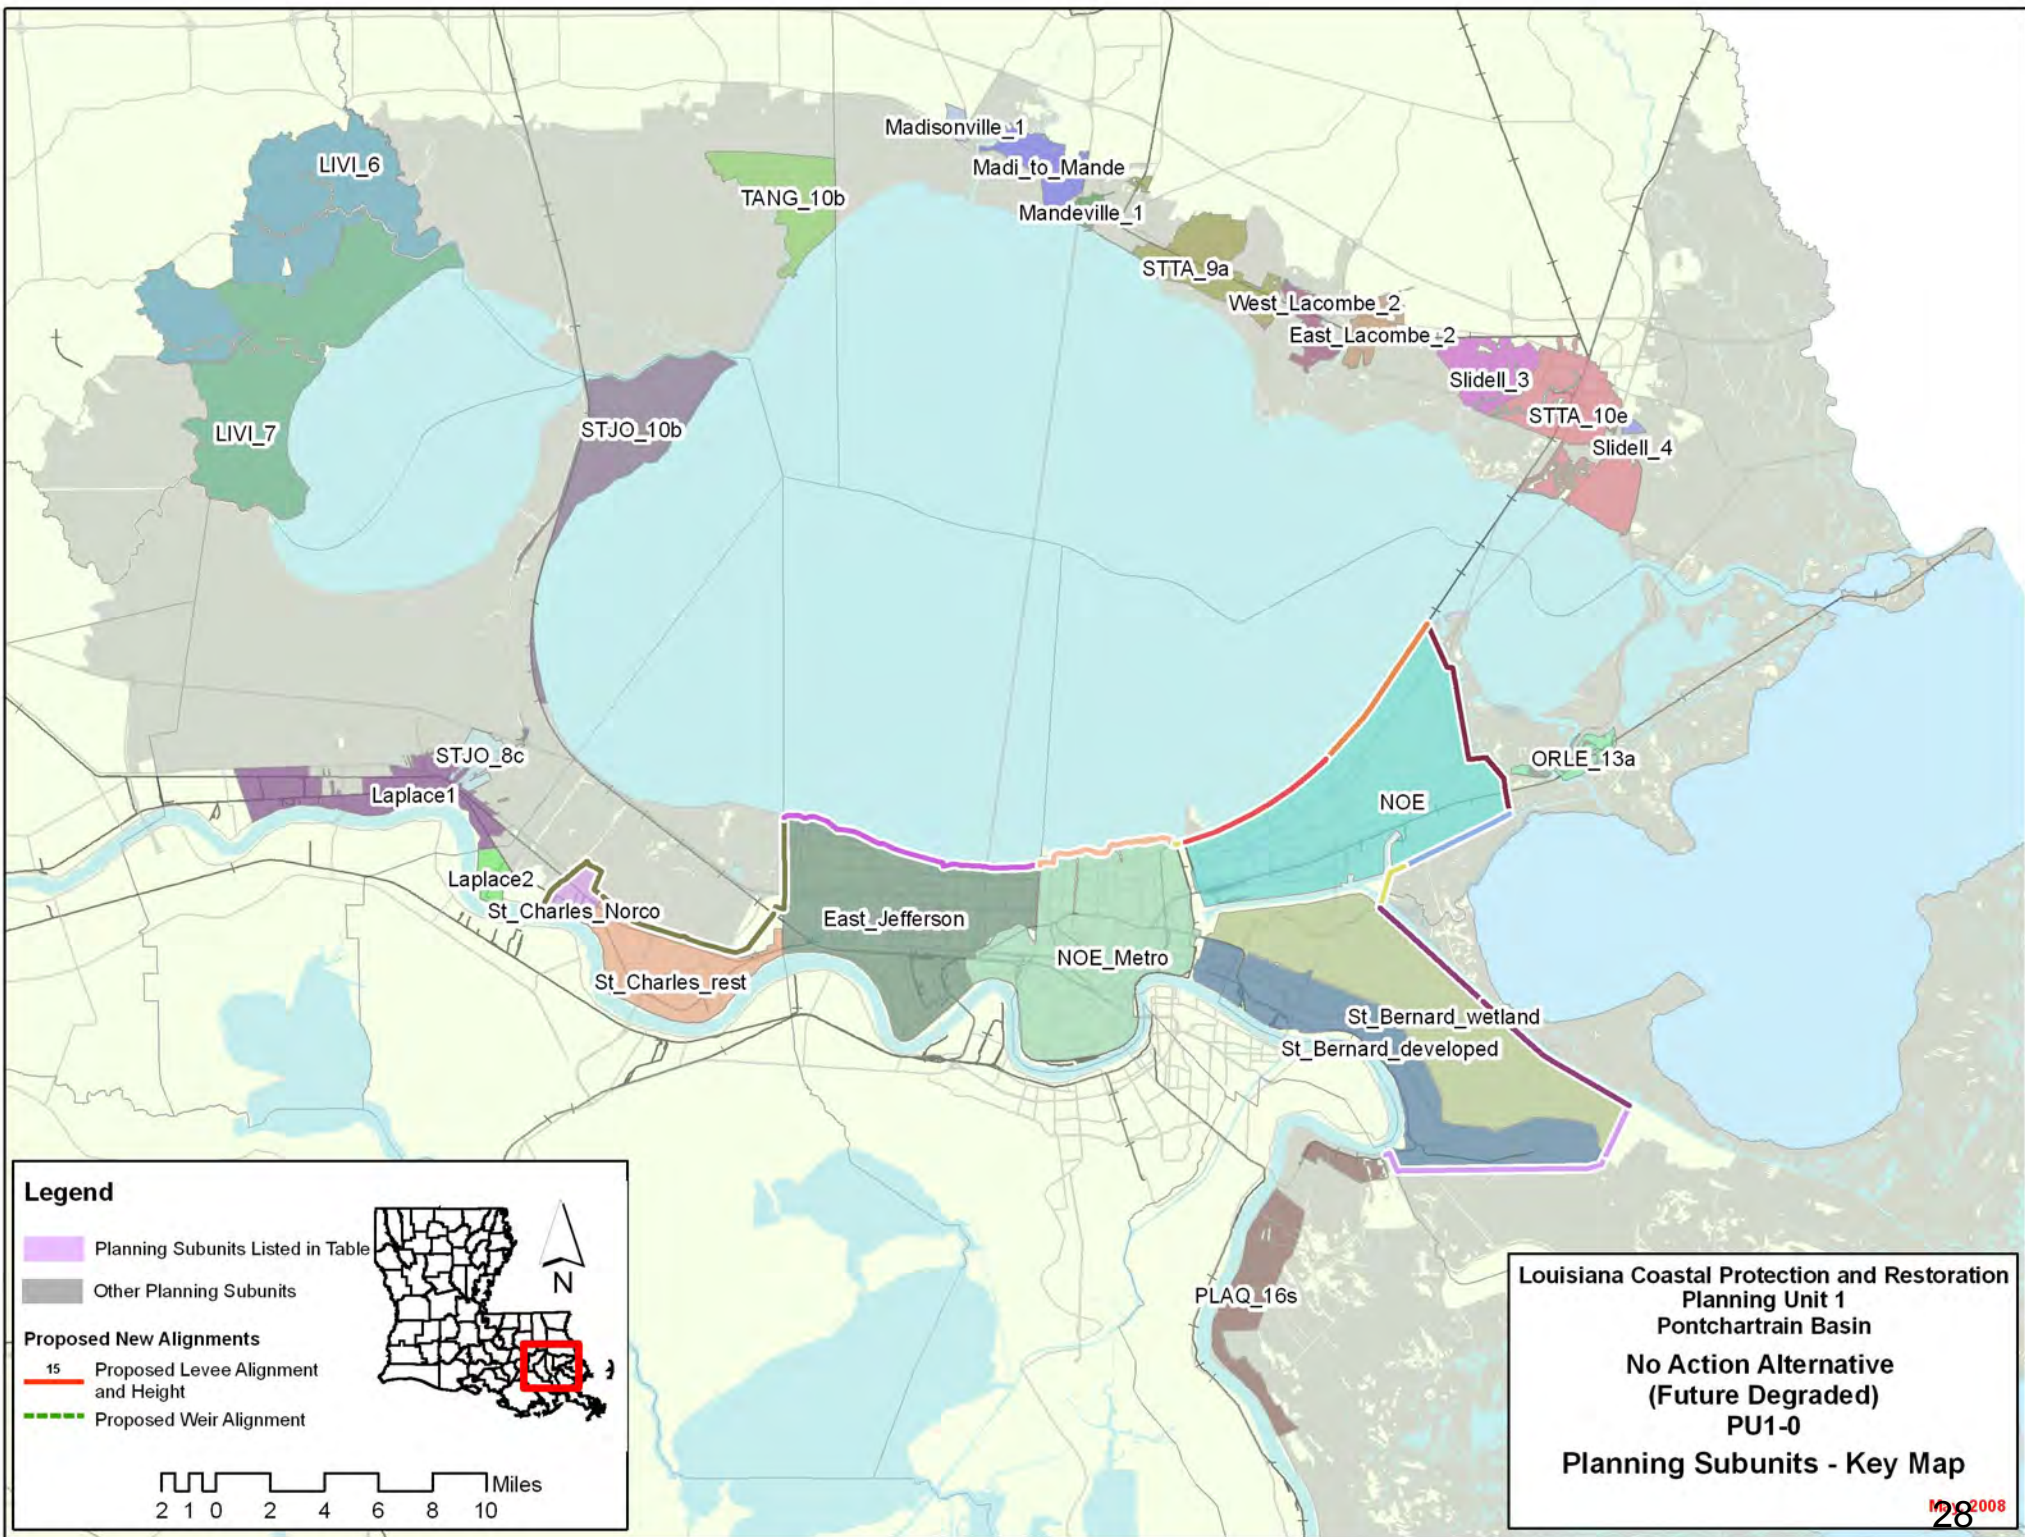 Madisonville_1
LIVI_6
Madi_to_Mande
TANG_10b
Mandeville_1
STTA_9a
West_Lacombe_2
East_Lacombe_2
Slidell_3
STTA_10e
LIVI_7
STJO_10b
Slidell_4
STJO_8c
ORLE_13a
Laplace1
NOE
Laplace2
St_Charles_Norco
East_Jefferson
NOE_Metro
St_Charles_rest
St_Bernard_wetland
St_Bernard_developed
PLAQ_16s
Legend
Planning Subunits Listed in Table
Other Planning Subunits
Proposed New Alignments
15 Proposed Levee Alignment
and Height
Proposed Weir Alignment
N
Miles
2 1 0 2 4 6 8 10
Louisiana Coastal Protection and Restoration
Planning Unit 1
Pontchartrain Basin
No Action Alternative
(Future Degraded)
PU1-0
Planning Subunits - Key Map
May 2008
28